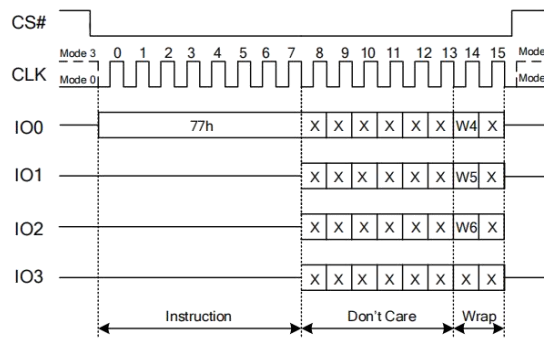 CS#
Mode 3 0 1 2 3 4 5 6 7 8 9 10 11 12 13 14 15 Mode
CLK
Mode 0 Mode
IO0 77h X X X X X X W4 X
IO1 X X X X X X W5 X
IO2 X X X X X X W6 X
IO3 X X X X X X X X
Instruction Don't Care Wrap